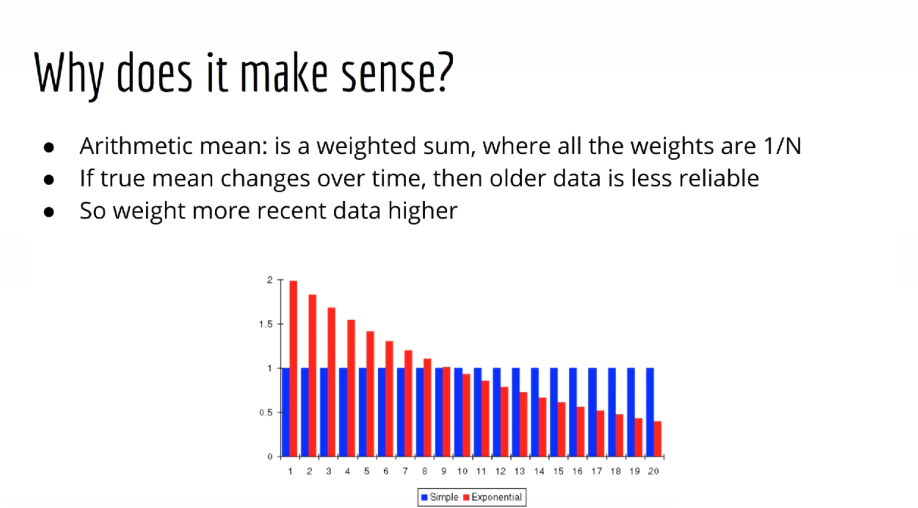 Why does it make sense?
● Arithmetic mean: is a weighted sum, where all the weights are 1/N
● If true mean changes over time, then older data is less reliable
● So weight more recent data higher
2
1.5
1
0.5
0
1 2 3 4 5 6 7 8 9 10 11 12 13 14 15 16 17 18 19 20
Simple Exponential